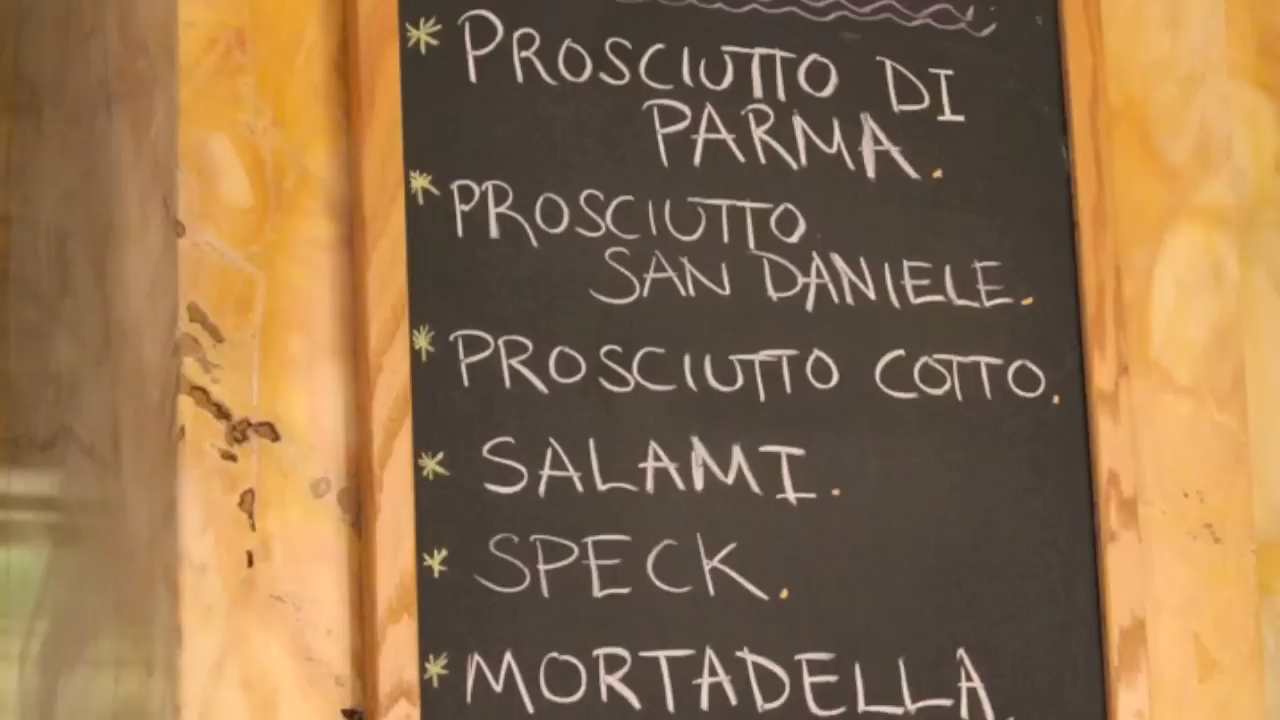 * PROSCIUTTO DI
PARMA.
* PROSCIUTTO
SAN DANIELE.
* PROSCIUTTO COTTO.
* SALAMI.
* SPECK.
* MORTADELLA.